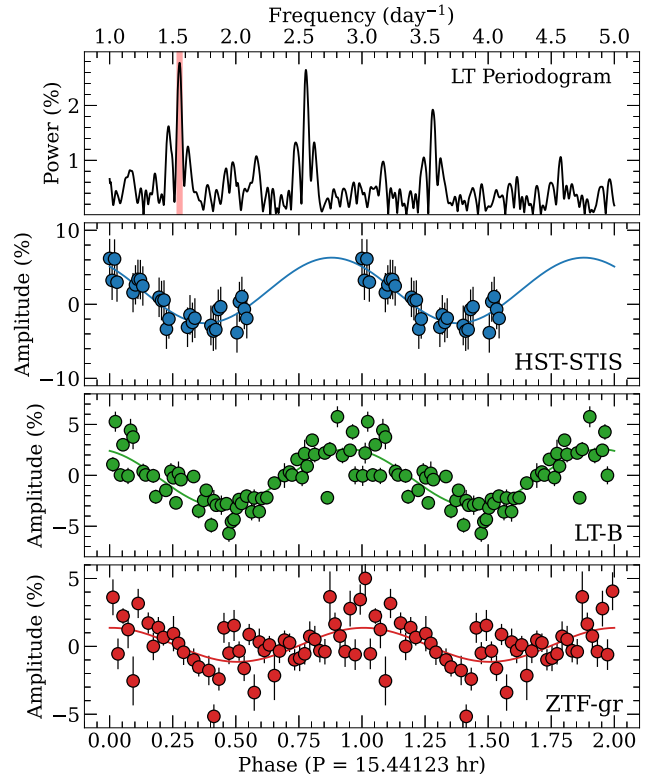 Frequency (day⁻¹)
1.0 1.5 2.0 2.5 3.0 3.5 4.0 4.5 5.0
LT Periodogram
Power (%)
2
1
10
0
−10
Amplitude (%)
HST-STIS
5
0
−5
Amplitude (%)
LT-B
5
0
−5
Amplitude (%)
ZTF-gr
0.00 0.25 0.50 0.75 1.00 1.25 1.50 1.75 2.00
Phase (P = 15.44123 hr)